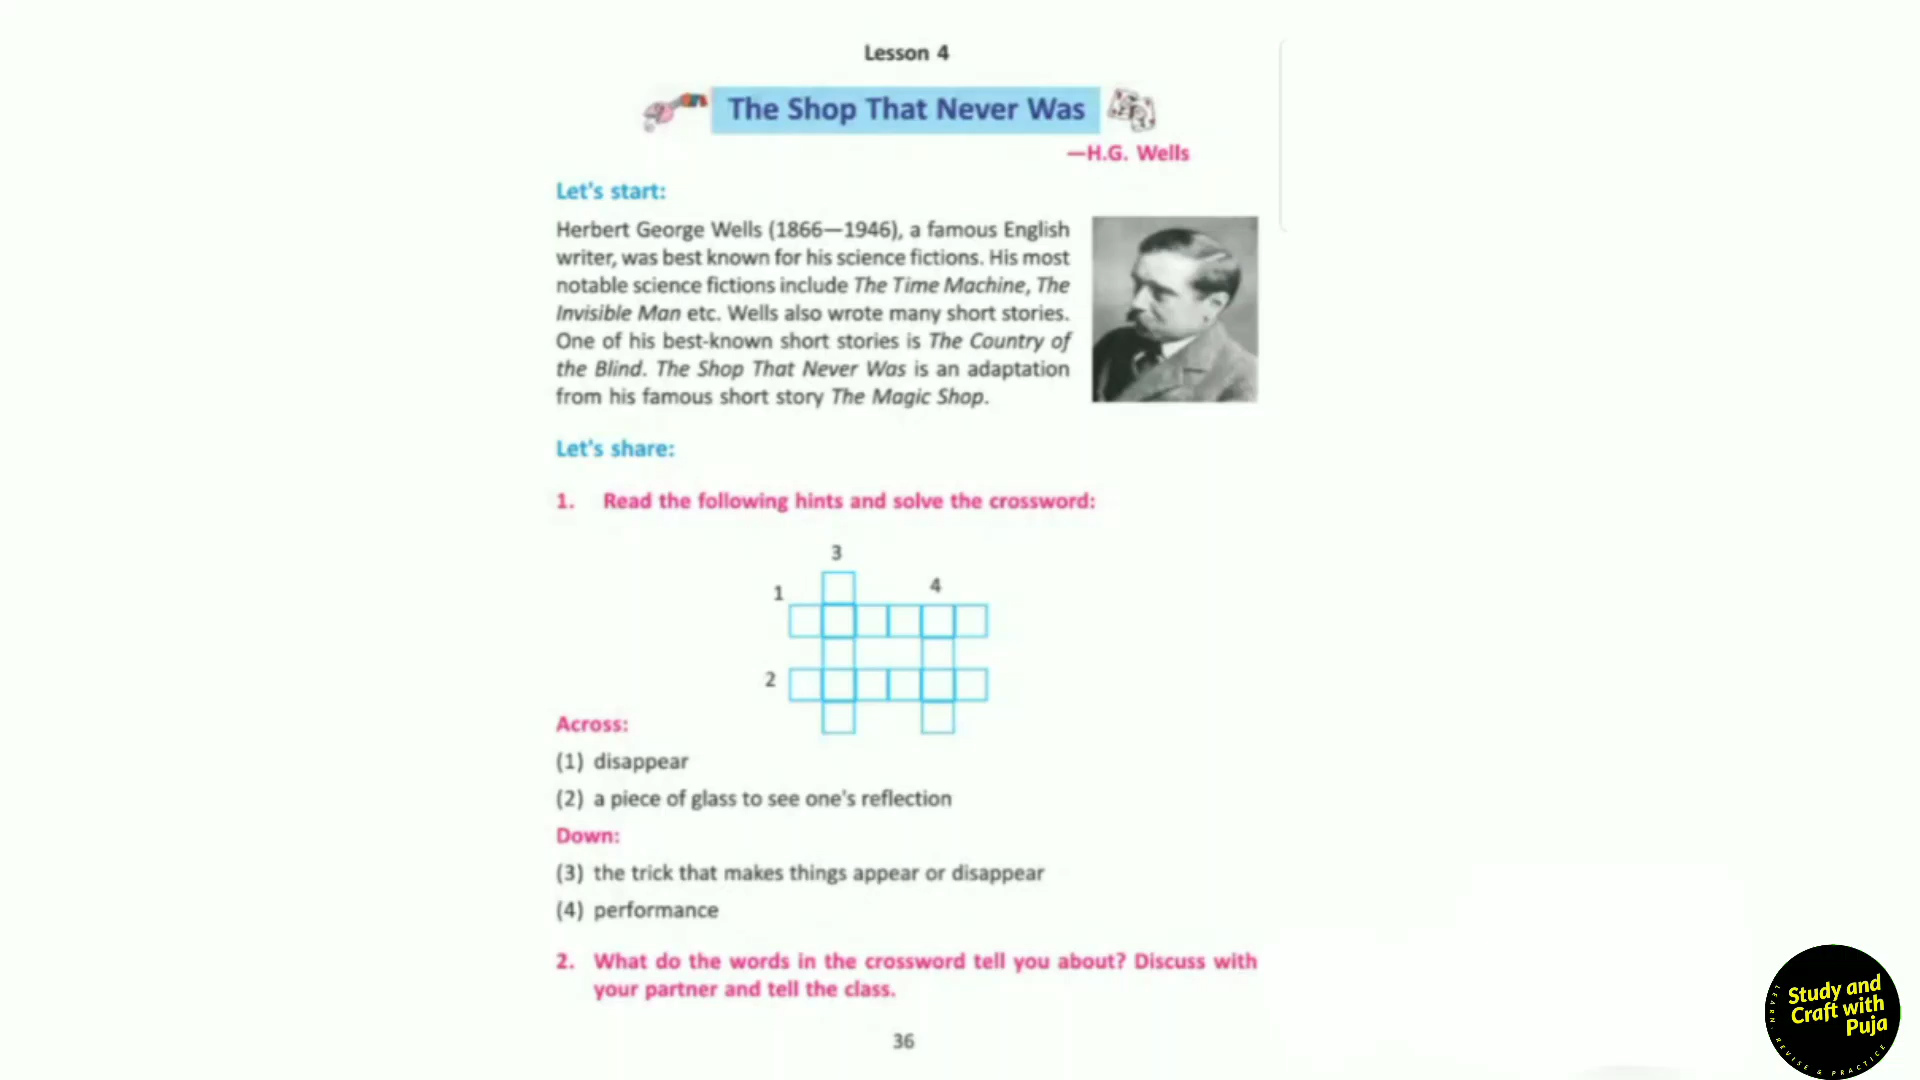 Lesson 4
The Shop That Never Was
—H.G. Wells
Let's start:
Herbert George Wells (1866—1946), a famous English
writer, was best known for his science fictions. His most
notable science fictions include The Time Machine, The
Invisible Man etc. Wells also wrote many short stories.
One of his best-known short stories is The Country of
the Blind. The Shop That Never Was is an adaptation
from his famous short story The Magic Shop.
Let's share:
1. Read the following hints and solve the crossword:
3
4
1
2
Across:
(1) disappear
(2) a piece of glass to see one's reflection
Down:
(3) the trick that makes things appear or disappear
(4) performance
2. What do the words in the crossword tell you about? Discuss with
your partner and tell the class.
36
Study and
Craft with
Puja
LEARN, REVISE & PRACTICE